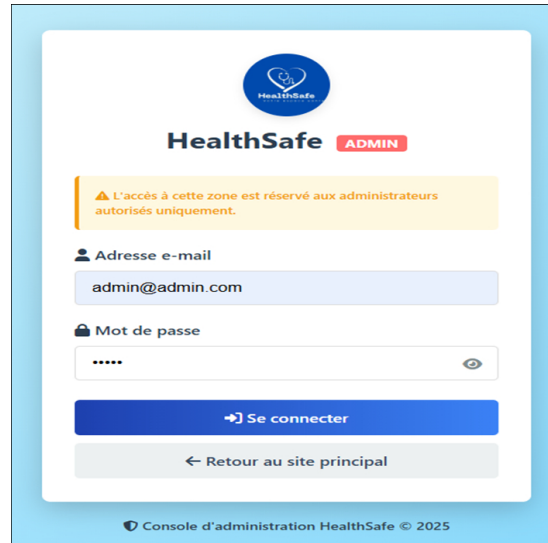 HealthSafe
HealthSafe ADMIN
L'accès à cette zone est réservé aux administrateurs
autorisés uniquement.
Adresse e-mail
admin@admin.com
Mot de passe
•••••
Se connecter
← Retour au site principal
Console d'administration HealthSafe © 2025